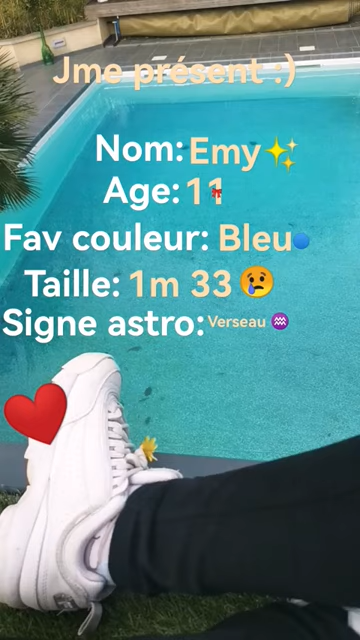 Jme présent :)
Nom: Emy✨
Age: 11
Fav couleur: Bleu🔵
Taille: 1m 33😢
Signe astro: Verseau ♒